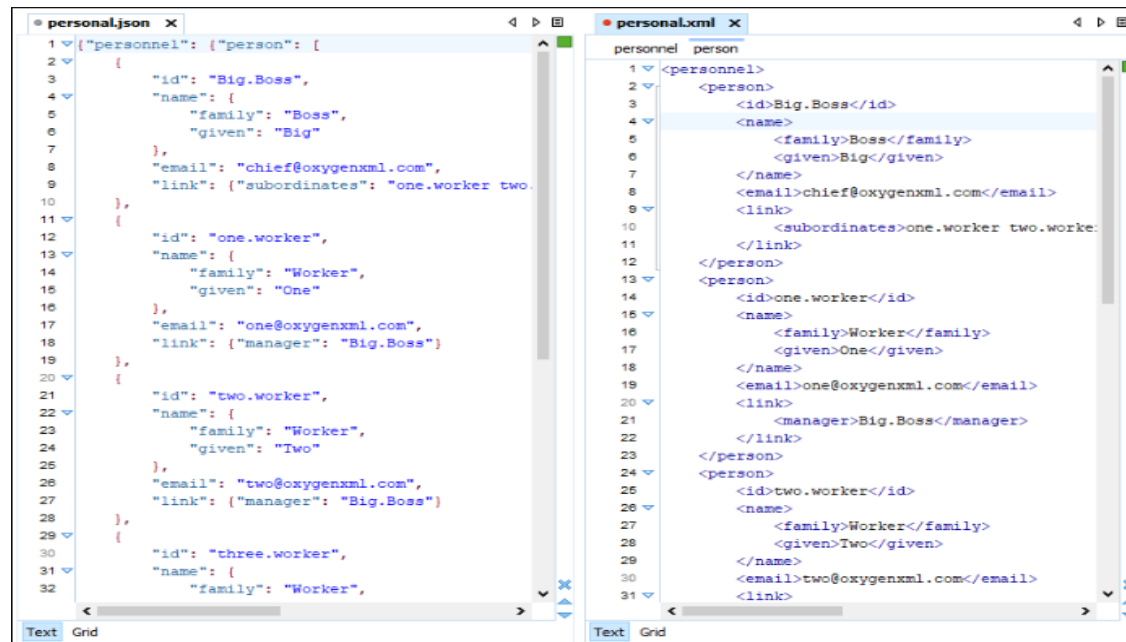 personal.json
1 {"personnel": {"person": [
2 {
3 "id": "Big.Boss",
4 "name": {
5 "family": "Boss",
6 "given": "Big"
7 },
8 "email": "chief@oxygenxml.com",
9 "link": {"subordinates": "one.worker two.
10 },
11 {
12 "id": "one.worker",
13 "name": {
14 "family": "Worker",
15 "given": "One"
16 },
17 "email": "one@oxygenxml.com",
18 "link": {"manager": "Big.Boss"}
19 },
20 {
21 "id": "two.worker",
22 "name": {
23 "family": "Worker",
24 "given": "Two"
25 },
26 "email": "two@oxygenxml.com",
27 "link": {"manager": "Big.Boss"}
28 },
29 {
30 "id": "three.worker",
31 "name": {
32 "family": "Worker",
Text Grid
personal.xml
personnel person
1 <personnel>
2 <person>
3 <id>Big.Boss</id>
4 <name>
5 <family>Boss</family>
6 <given>Big</given>
7 </name>
8 <email>chief@oxygenxml.com</email>
9 <link>
10 <subordinates>one.worker two.worke
11 </link>
12 </person>
13 <person>
14 <id>one.worker</id>
15 <name>
16 <family>Worker</family>
17 <given>One</given>
18 </name>
19 <email>one@oxygenxml.com</email>
20 <link>
21 <manager>Big.Boss</manager>
22 </link>
23 </person>
24 <person>
25 <id>two.worker</id>
26 <name>
27 <family>Worker</family>
28 <given>Two</given>
29 </name>
30 <email>two@oxygenxml.com</email>
31 <link>
Text Grid